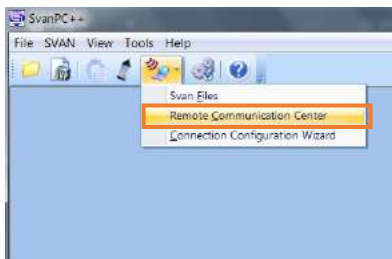 SvanPC++
File SVAN View Tools Help
Svan Files
Remote Communication Center
Connection Configuration Wizard